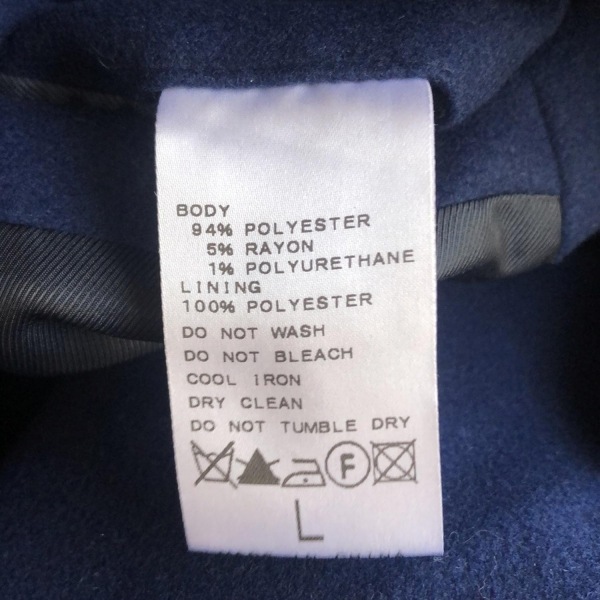 BODY
94% POLYESTER
5% RAYON
1% POLYURETHANE
LINING
100% POLYESTER
DO NOT WASH
DO NOT BLEACH
COOL IRON
DRY CLEAN
DO NOT TUMBLE DRY
F
L